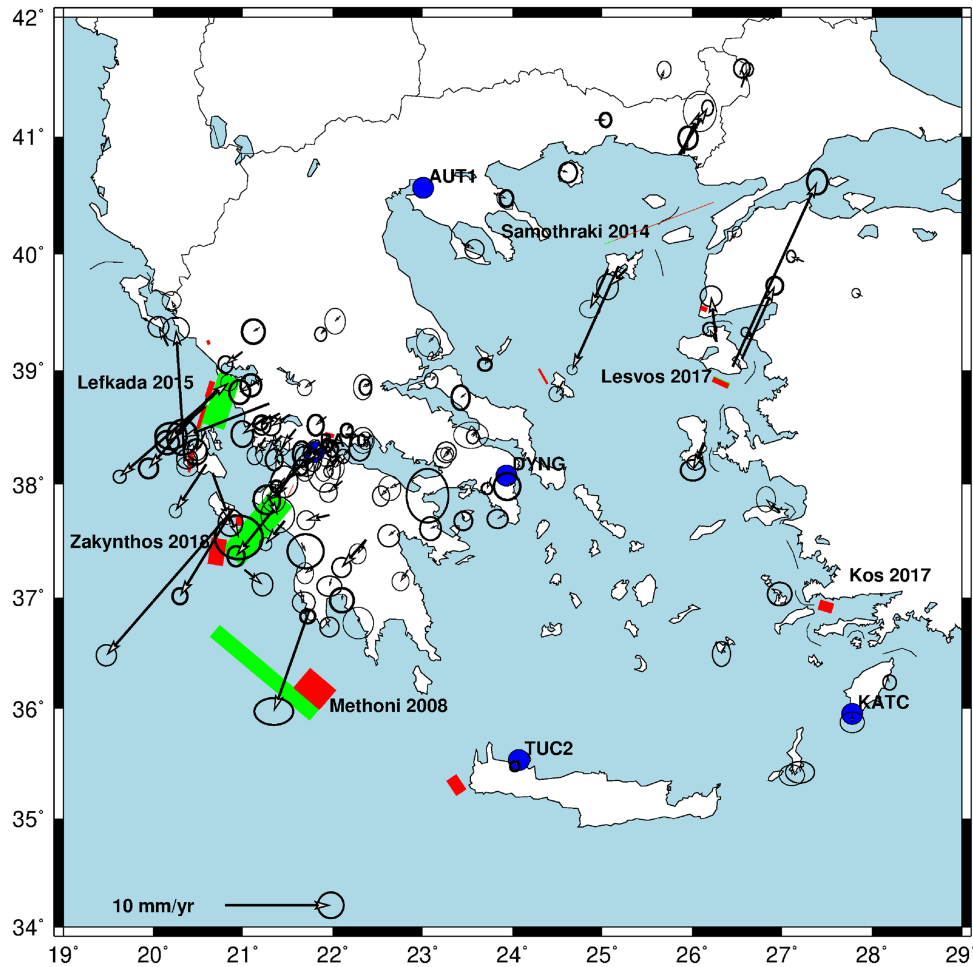 42°
41°
AUT1
Samothraki 2014
40°
39°
Lefkada 2015
Lesvos 2017
DYNG
38°
Zakynthos 2018
Kos 2017
37°
Methoni 2008
KATC
36°
TUC2
35°
10 mm/yr
34°
19° 20° 21° 22° 23° 24° 25° 26° 27° 28° 29°